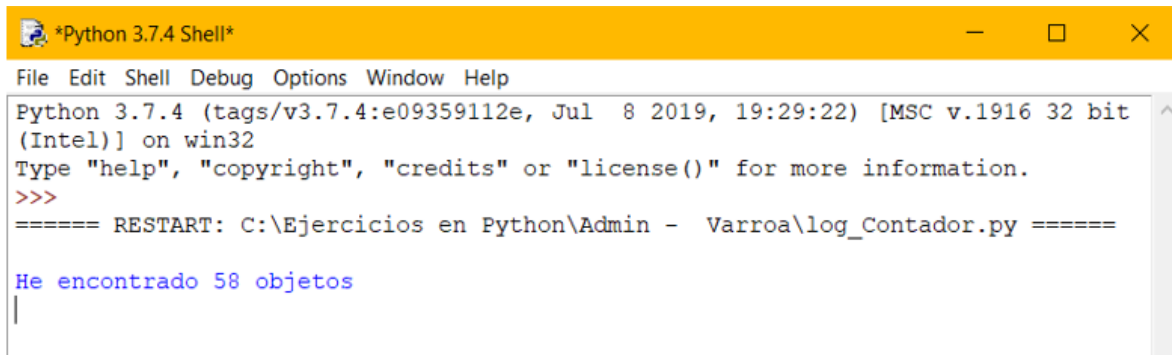 *Python 3.7.4 Shell*
File Edit Shell Debug Options Window Help
Python 3.7.4 (tags/v3.7.4:e09359112e, Jul  8 2019, 19:29:22) [MSC v.1916 32 bit
(Intel)] on win32
Type "help", "copyright", "credits" or "license()" for more information.
>>>
====== RESTART: C:\Ejercicios en Python\Admin -  Varroa\log_Contador.py ======
He encontrado 58 objetos